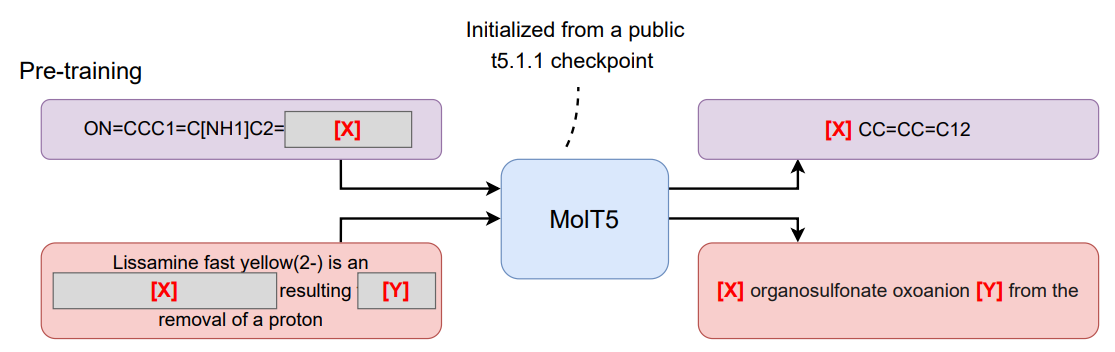 Initialized from a public
t5.1.1 checkpoint
Pre-training
ON=CCC1=C[NH1]C2= [X]
[X] CC=CC=C12
MolT5
Lissamine fast yellow(2-) is an
[X] resulting [Y]
removal of a proton
[X] organosulfonate oxoanion [Y] from the